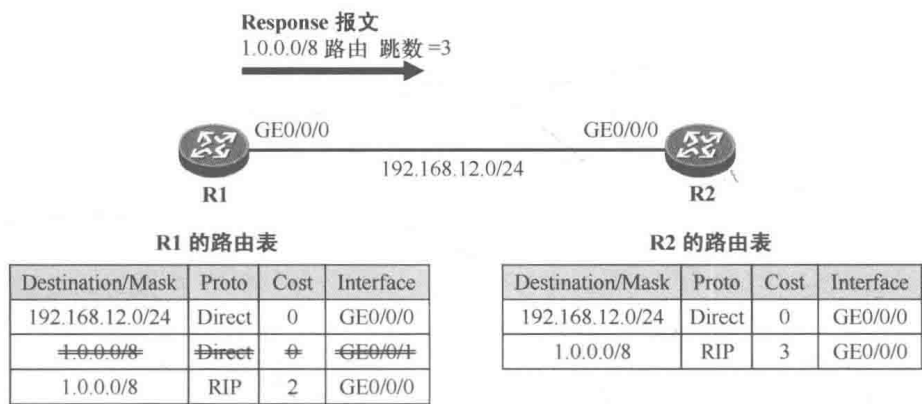 Response 报文
1.0.0.0/8 路由 跳数 =3
GE0/0/0 GE0/0/0
192.168.12.0/24
R1 R2
R1 的路由表
Destination/Mask Proto Cost Interface
192.168.12.0/24 Direct 0 GE0/0/0
1.0.0.0/8 Direct 0 GE0/0/1
1.0.0.0/8 RIP 2 GE0/0/0
R2 的路由表
Destination/Mask Proto Cost Interface
192.168.12.0/24 Direct 0 GE0/0/0
1.0.0.0/8 RIP 3 GE0/0/0